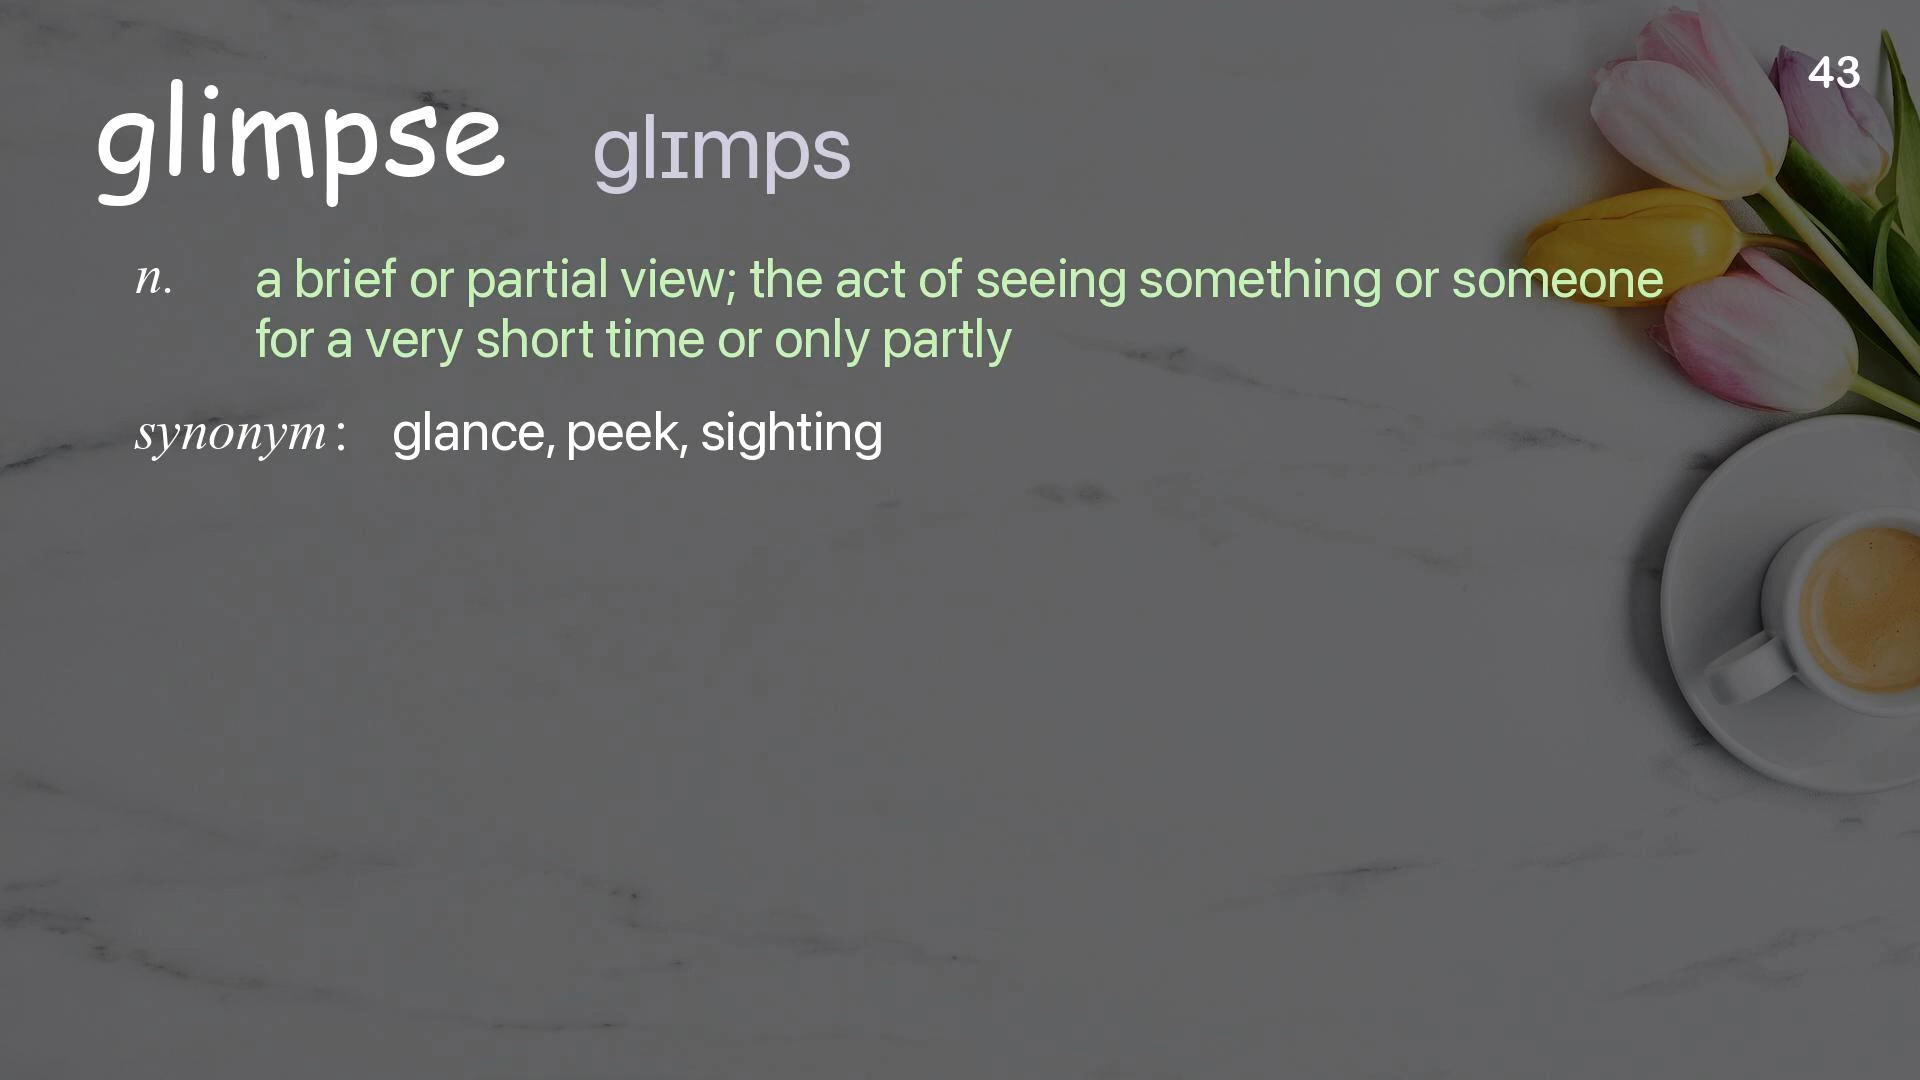 43
glimpse glɪmps
n. a brief or partial view; the act of seeing something or someone
for a very short time or only partly
synonym: glance, peek, sighting